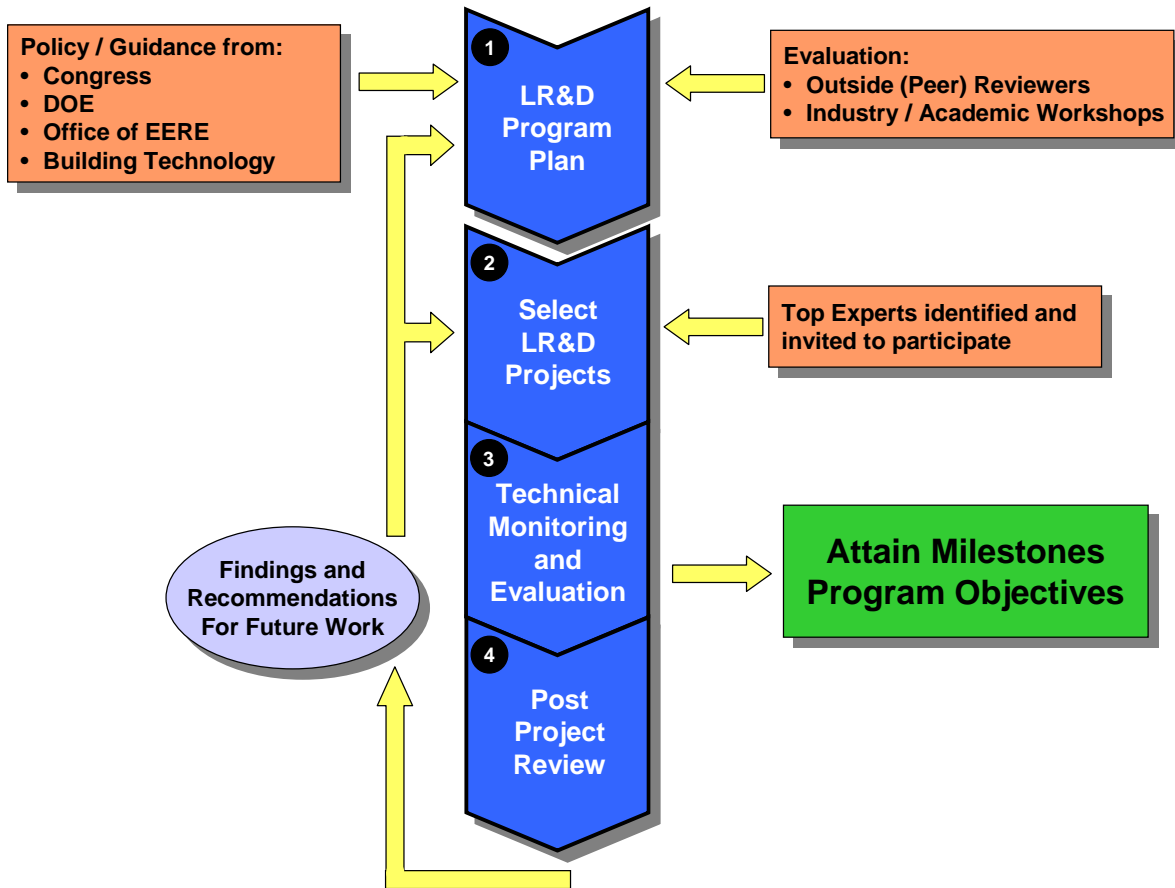 Policy / Guidance from:
• Congress
• DOE
• Office of EERE
• Building Technology
1
LR&D
Program
Plan
Evaluation:
• Outside (Peer) Reviewers
• Industry / Academic Workshops
2
Select
LR&D
Projects
Top Experts identified and
invited to participate
3
Technical
Monitoring
and
Evaluation
Attain Milestones
Program Objectives
Findings and
Recommendations
For Future Work
4
Post
Project
Review